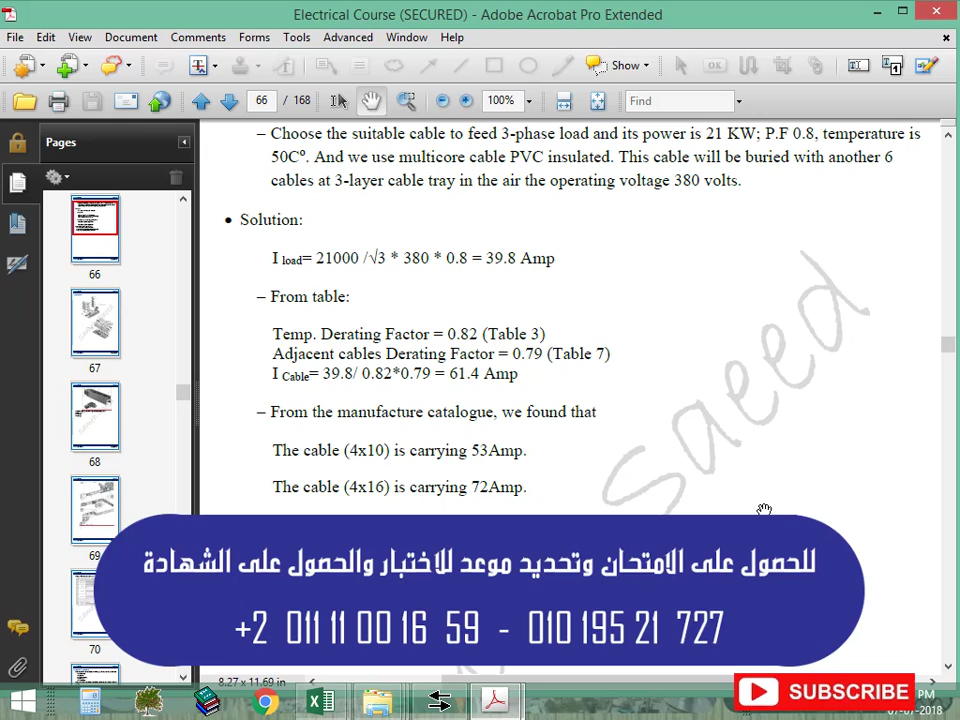 Electrical Course (SECURED) - Adobe Acrobat Pro Extended
File Edit View Document Comments Forms Tools Advanced Window Help
OK Show
66 / 168 100% Find
Pages
66
67
68
69
70
– Choose the suitable cable to feed 3-phase load and its power is 21 KW; P.F 0.8, temperature is
50C°. And we use multicore cable PVC insulated. This cable will be buried with another 6
cables at 3-layer cable tray in the air the operating voltage 380 volts.
• Solution:
I load= 21000 /√3 * 380 * 0.8 = 39.8 Amp
– From table:
Temp. Derating Factor = 0.82 (Table 3)
Adjacent cables Derating Factor = 0.79 (Table 7)
I Cable= 39.8/ 0.82*0.79 = 61.4 Amp
– From the manufacture catalogue, we found that
The cable (4x10) is carrying 53Amp.
The cable (4x16) is carrying 72Amp.
Saeed
للحصول على الامتحان وتحديد موعد للاختبار والحصول على الشهادة
+2 011 11 00 16 59 - 010 195 21 727
8.27 x 11.69 in
SUBSCRIBE
PM